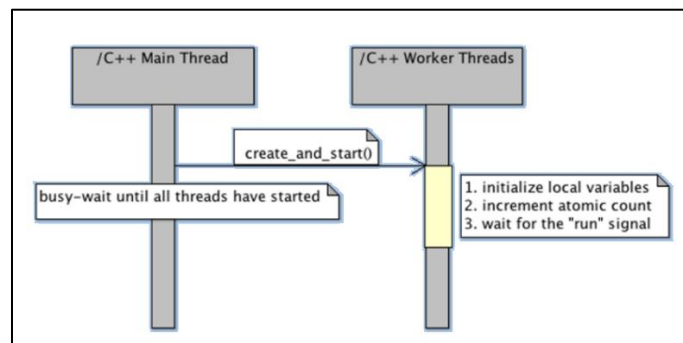 /C++ Main Thread
/C++ Worker Threads
create_and_start()
busy-wait until all threads have started
1. initialize local variables
2. increment atomic count
3. wait for the "run" signal